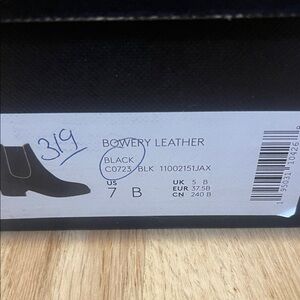 319
BOWERY LEATHER
BLACK
C0723 BLK 11002151JAX
US
7 B
UK 5 B
EUR 37.5B
CN 240 B